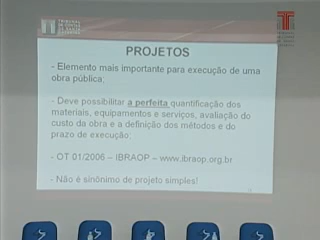 PROJETOS
- Elemento mais importante para execução de uma
obra pública;
- Deve possibilitar a perfeita quantificação dos
materiais, equipamentos e serviços, avaliação do
custo da obra e a definição dos métodos e do
prazo de execução;
- OT 01/2006 – IBRAOP – www.ibraop.org.br
- Não é sinônimo de projeto simples!